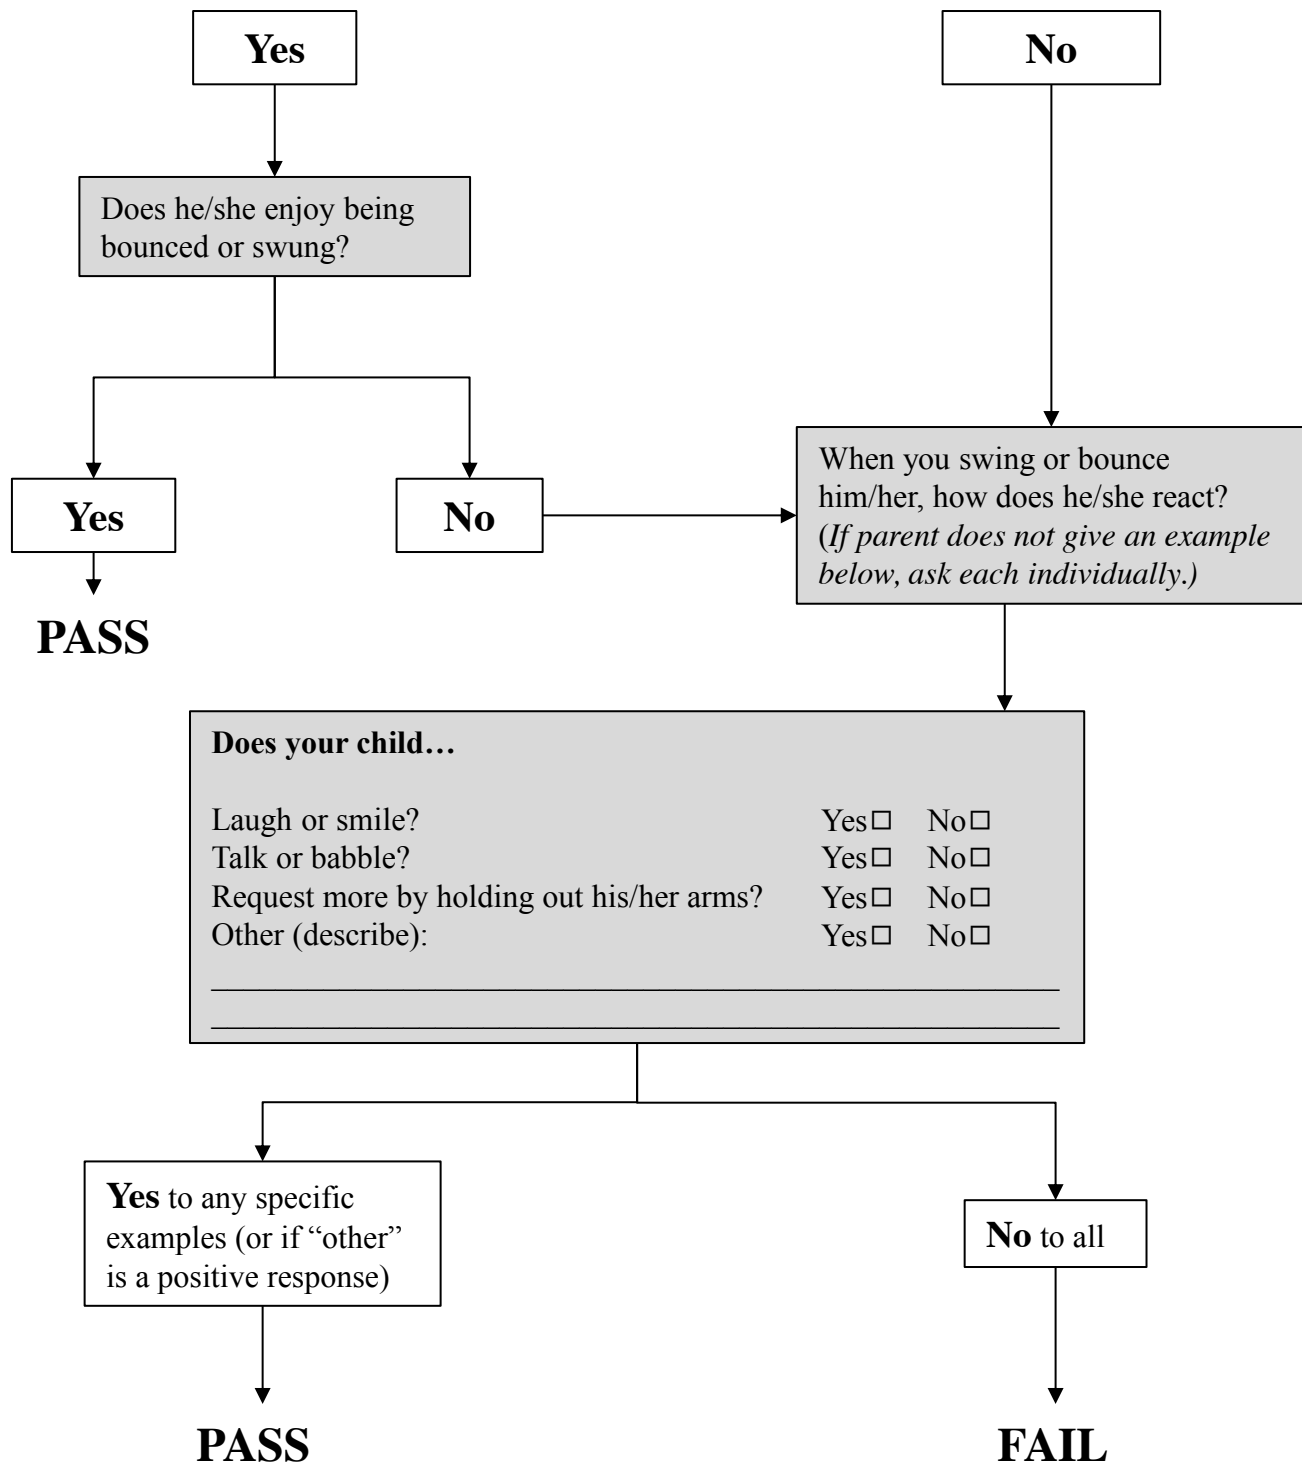 Yes
No
Does he/she enjoy being
bounced or swung?
Yes
No
When you swing or bounce
him/her, how does he/she react?
(If parent does not give an example
below, ask each individually.)
PASS
Does your child…
Laugh or smile? Yes□ No□
Talk or babble? Yes□ No□
Request more by holding out his/her arms? Yes□ No□
Other (describe): Yes□ No□
Yes to any specific
examples (or if “other”
is a positive response)
No to all
PASS
FAIL